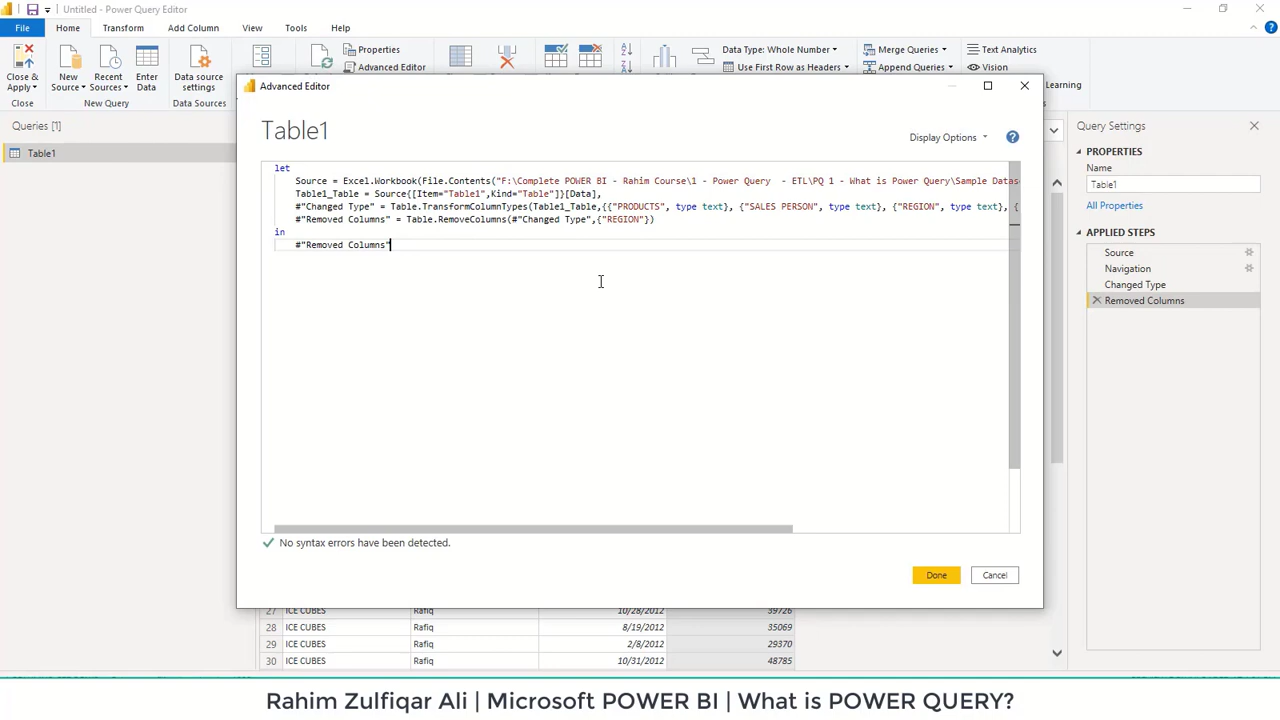 Untitled - Power Query Editor
File Home Transform Add Column View Tools Help
Close & Apply
New Source
Recent Sources
Enter Data
Data source settings
Properties
Advanced Editor
Data Type: Whole Number
Use First Row as Headers
Merge Queries
Append Queries
Text Analytics
Vision
Learning
Close
New Query
Data Sources
Queries [1]
Table1
Advanced Editor
Table1
Display Options
let
Source = Excel.Workbook(File.Contents("F:\Complete POWER BI - Rahim Course\1 - Power Query  - ETL\PQ 1 - What is Power Query\Sample Datase
Table1_Table = Source{[Item="Table1",Kind="Table"]}[Data],
#"Changed Type" = Table.TransformColumnTypes(Table1_Table,{{"PRODUCTS", type text}, {"SALES PERSON", type text}, {"REGION", type text}, {
#"Removed Columns" = Table.RemoveColumns(#"Changed Type",{"REGION"})
in
#"Removed Columns"
No syntax errors have been detected.
Done
Cancel
Query Settings
PROPERTIES
Name
Table1
All Properties
APPLIED STEPS
Source
Navigation
Changed Type
Removed Columns
27 ICE CUBES Rafiq 10/28/2012 39726
28 ICE CUBES Rafiq 8/19/2012 35069
29 ICE CUBES Rafiq 2/8/2012 29370
30 ICE CUBES Rafiq 10/31/2012 48785
Rahim Zulfiqar Ali | Microsoft POWER BI | What is POWER QUERY?